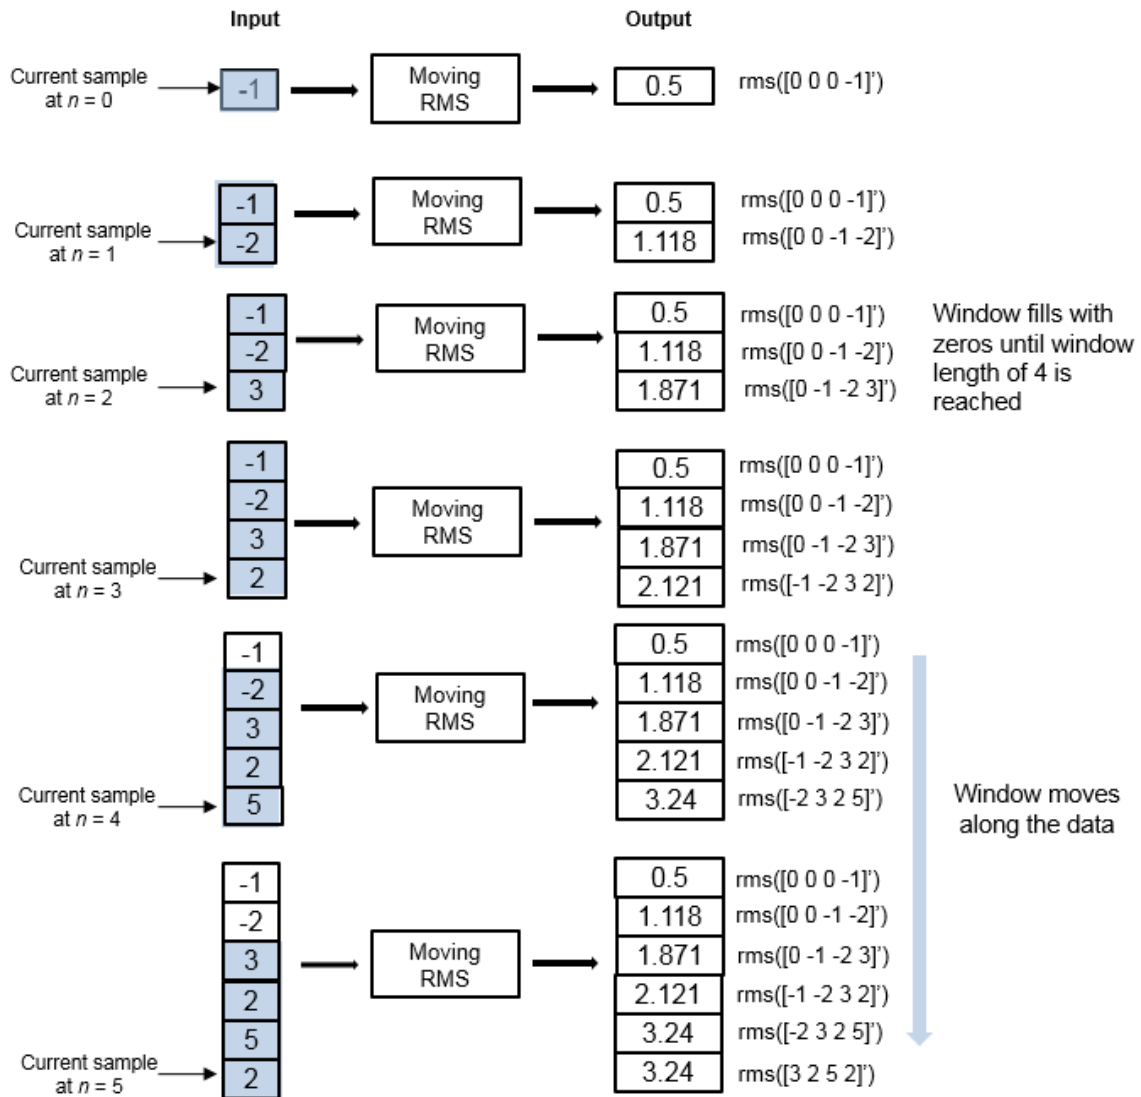 Input
Output
Current sample
at n = 0
-1
Moving
RMS
0.5
rms([0 0 0 -1]’)
Current sample
at n = 1
-1
-2
Moving
RMS
0.5
1.118
rms([0 0 0 -1]’)
rms([0 0 -1 -2]’)
Current sample
at n = 2
-1
-2
3
Moving
RMS
0.5
1.118
1.871
rms([0 0 0 -1]’)
rms([0 0 -1 -2]’)
rms([0 -1 -2 3]’)
Window fills with
zeros until window
length of 4 is
reached
Current sample
at n = 3
-1
-2
3
2
Moving
RMS
0.5
1.118
1.871
2.121
rms([0 0 0 -1]’)
rms([0 0 -1 -2]’)
rms([0 -1 -2 3]’)
rms([-1 -2 3 2]’)
Current sample
at n = 4
-1
-2
3
2
5
Moving
RMS
0.5
1.118
1.871
2.121
3.24
rms([0 0 0 -1]’)
rms([0 0 -1 -2]’)
rms([0 -1 -2 3]’)
rms([-1 -2 3 2]’)
rms([-2 3 2 5]’)
Window moves
along the data
Current sample
at n = 5
-1
-2
3
2
5
2
Moving
RMS
0.5
1.118
1.871
2.121
3.24
3.24
rms([0 0 0 -1]’)
rms([0 0 -1 -2]’)
rms([0 -1 -2 3]’)
rms([-1 -2 3 2]’)
rms([-2 3 2 5]’)
rms([3 2 5 2]’)